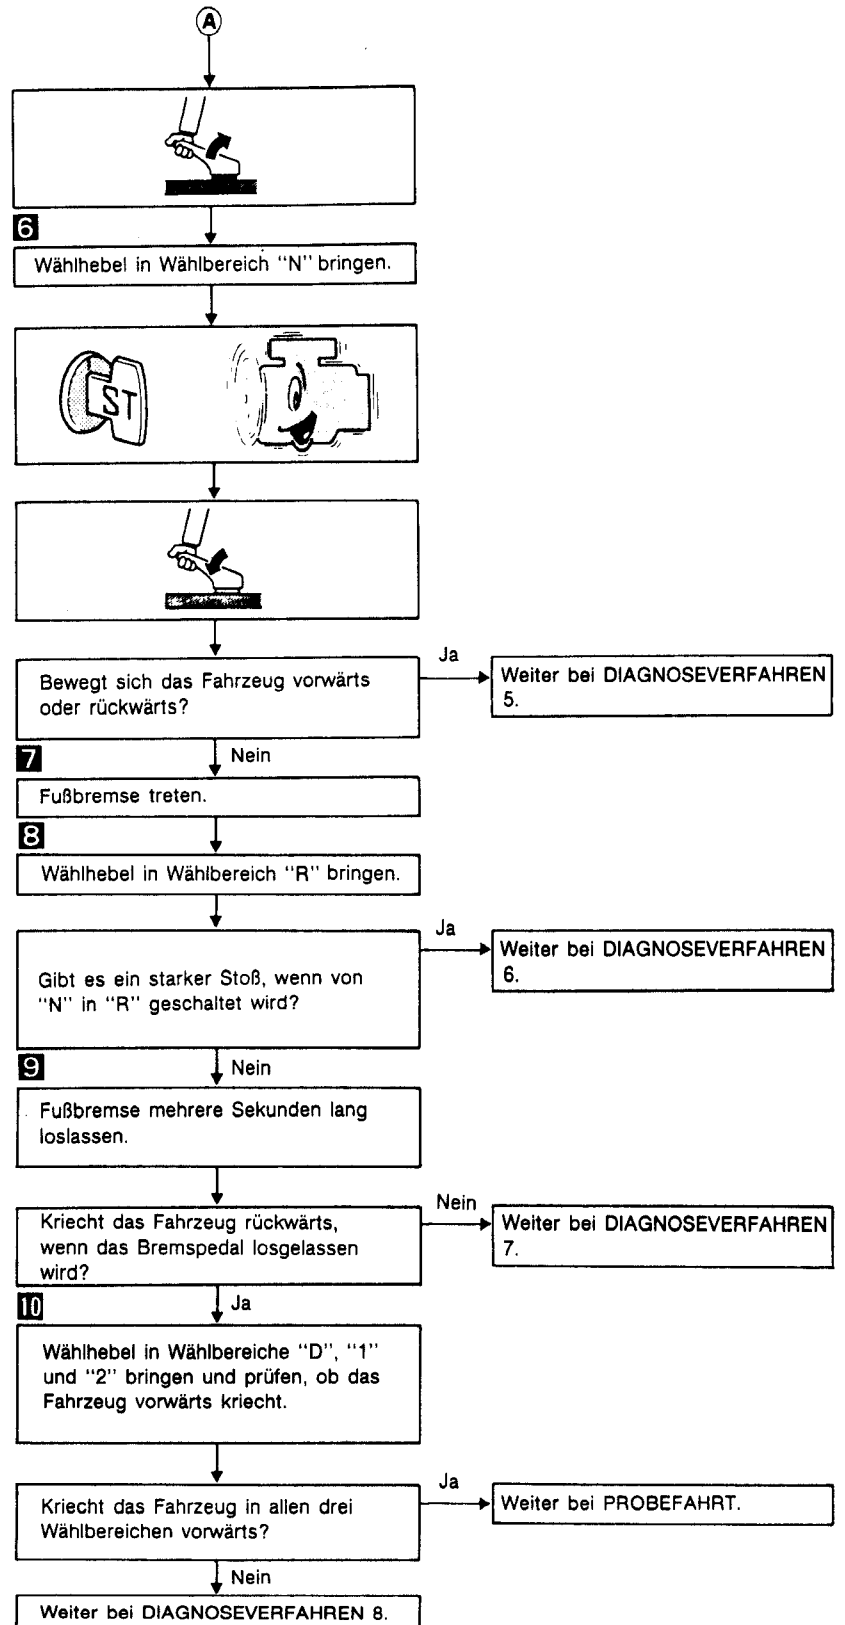 A
6
Wählhebel in Wählbereich “N” bringen.
ST
Bewegt sich das Fahrzeug vorwärts
oder rückwärts?
Ja
Weiter bei DIAGNOSEVERFAHREN
5.
7
Nein
Fußbremse treten.
8
Wählhebel in Wählbereich “R” bringen.
Gibt es ein starker Stoß, wenn von
“N” in “R” geschaltet wird?
Ja
Weiter bei DIAGNOSEVERFAHREN
6.
9
Nein
Fußbremse mehrere Sekunden lang
loslassen.
Kriecht das Fahrzeug rückwärts,
wenn das Bremspedal losgelassen
wird?
Nein
Weiter bei DIAGNOSEVERFAHREN
7.
10
Ja
Wählhebel in Wählbereiche “D”, “1”
und “2” bringen und prüfen, ob das
Fahrzeug vorwärts kriecht.
Kriecht das Fahrzeug in allen drei
Wählbereichen vorwärts?
Ja
Weiter bei PROBEFAHRT.
Nein
Weiter bei DIAGNOSEVERFAHREN 8.